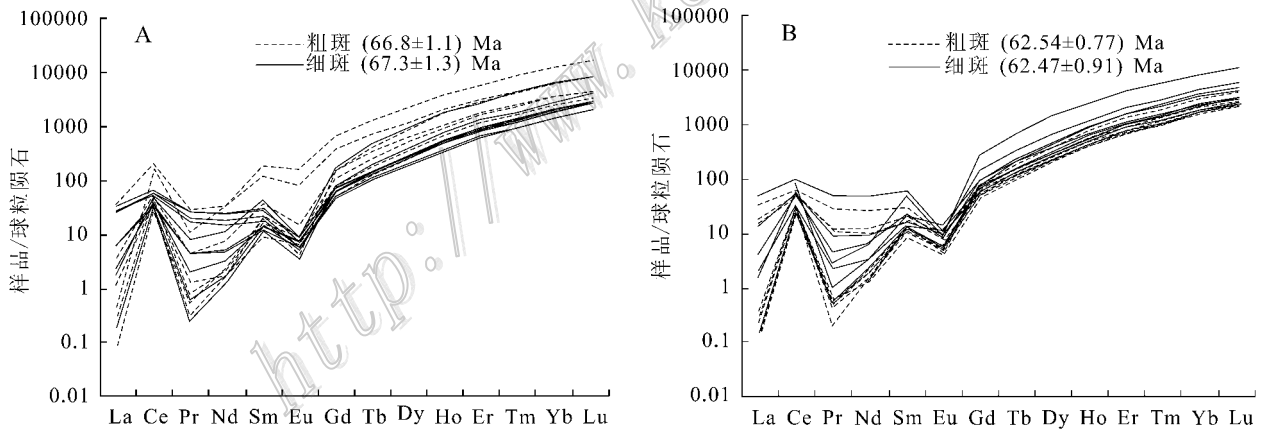 A
粗斑 (66.8±1.1) Ma
细斑 (67.3±1.3) Ma
100000
10000
1000
100
10
1
0.1
0.01
样品/球粒陨石
La Ce Pr Nd Sm Eu Gd Tb Dy Ho Er Tm Yb Lu
B
粗斑 (62.54±0.77) Ma
细斑 (62.47±0.91) Ma
100000
10000
1000
100
10
1
0.1
0.01
样品/球粒陨石
La Ce Pr Nd Sm Eu Gd Tb Dy Ho Er Tm Yb Lu
http://www.k